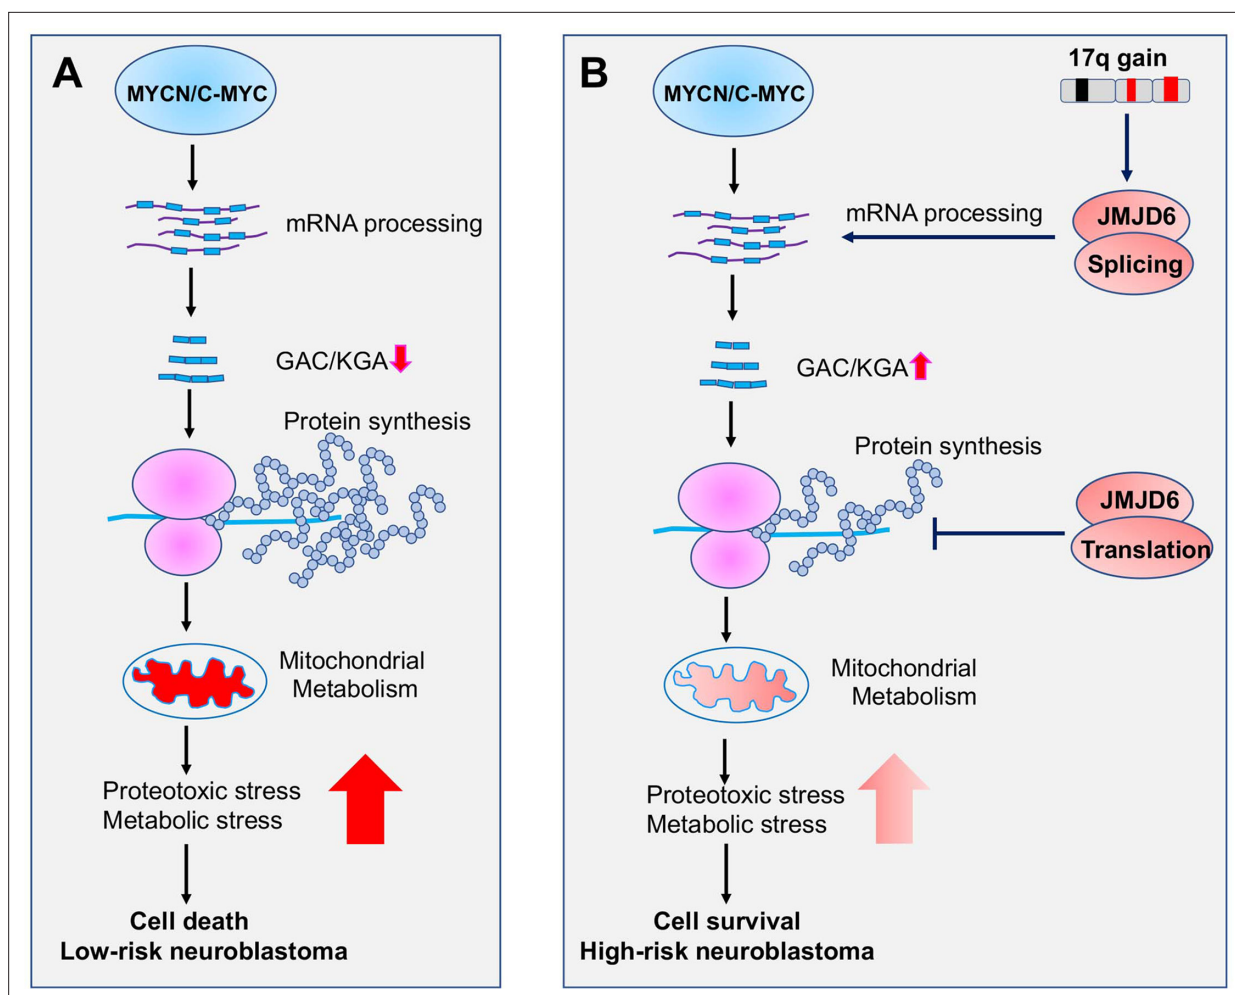 A
MYCN/C-MYC
mRNA processing
GAC/KGA
Protein synthesis
Mitochondrial
Metabolism
Proteotoxic stress
Metabolic stress
Cell death
Low-risk neuroblastoma
B
MYCN/C-MYC
17q gain
JMJD6
Splicing
mRNA processing
GAC/KGA
Protein synthesis
JMJD6
Translation
Mitochondrial
Metabolism
Proteotoxic stress
Metabolic stress
Cell survival
High-risk neuroblastoma